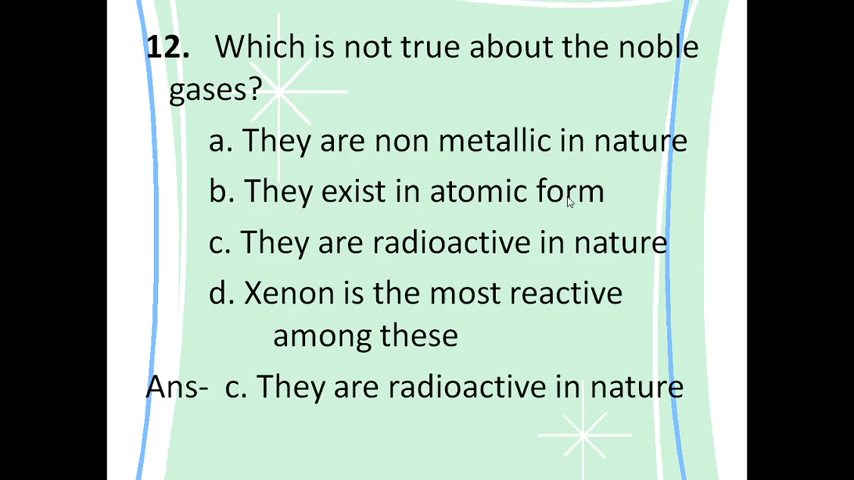 12. Which is not true about the noble
gases?
a. They are non metallic in nature
b. They exist in atomic form
c. They are radioactive in nature
d. Xenon is the most reactive
among these
Ans- c. They are radioactive in nature